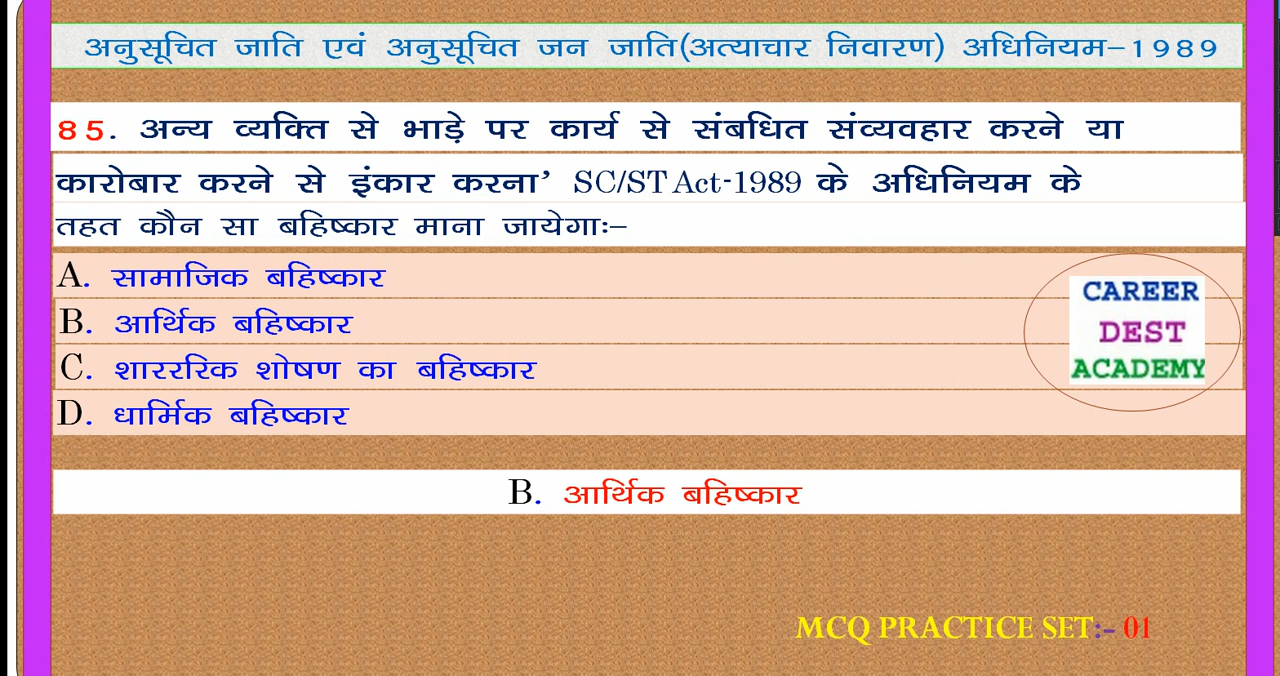 अनुसूचित जाति एवं अनुसूचित जन जाति(अत्याचार निवारण) अधिनियम–1989
85. अन्य व्यक्ति से भाड़े पर कार्य से संबधित संव्यवहार करने या
कारोबार करने से इंकार करना’ SC/ST Act-1989 के अधिनियम के
तहत कौन सा बहिष्कार माना जायेगाः–
A. सामाजिक बहिष्कार
B. आर्थिक बहिष्कार
C. शारररिक शोषण का बहिष्कार
D. धार्मिक बहिष्कार
CAREER
DEST
ACADEMY
B. आर्थिक बहिष्कार
MCQ PRACTICE SET:- 01